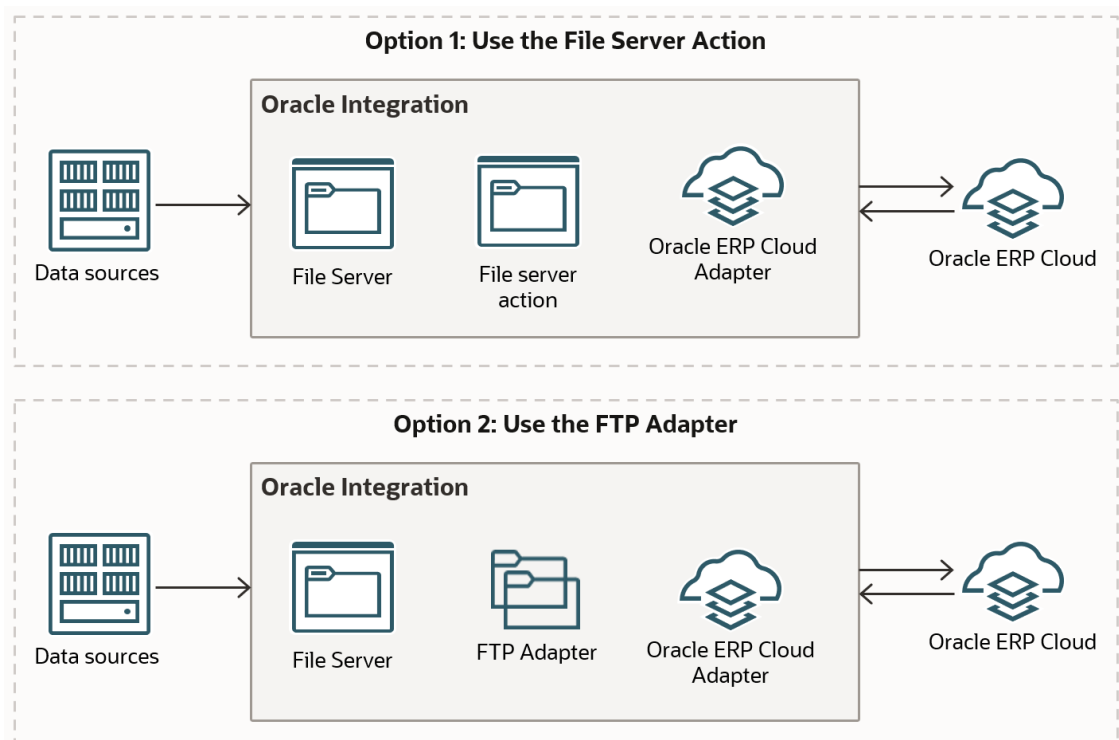 Option 1: Use the File Server Action
Oracle Integration
Data sources
File Server
File server
action
Oracle ERP Cloud
Adapter
Oracle ERP Cloud
Option 2: Use the FTP Adapter
Oracle Integration
Data sources
File Server
FTP Adapter
Oracle ERP Cloud
Adapter
Oracle ERP Cloud